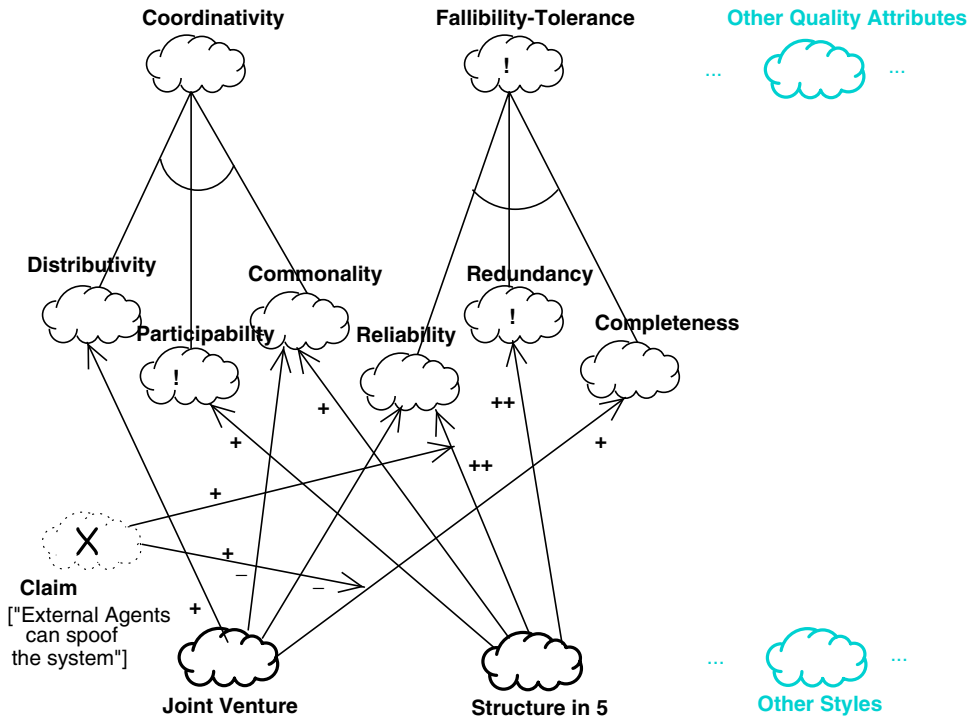 Coordinativity
Fallibility-Tolerance
Other Quality Attributes
!
...
...
Distributivity
Commonality
Redundancy
!
Participability
Reliability
Completeness
!
+
++
+
+
++
+
+
−
−
X
Claim
["External Agents
can spoof
the system"]
+
...
...
Joint Venture
Structure in 5
Other Styles